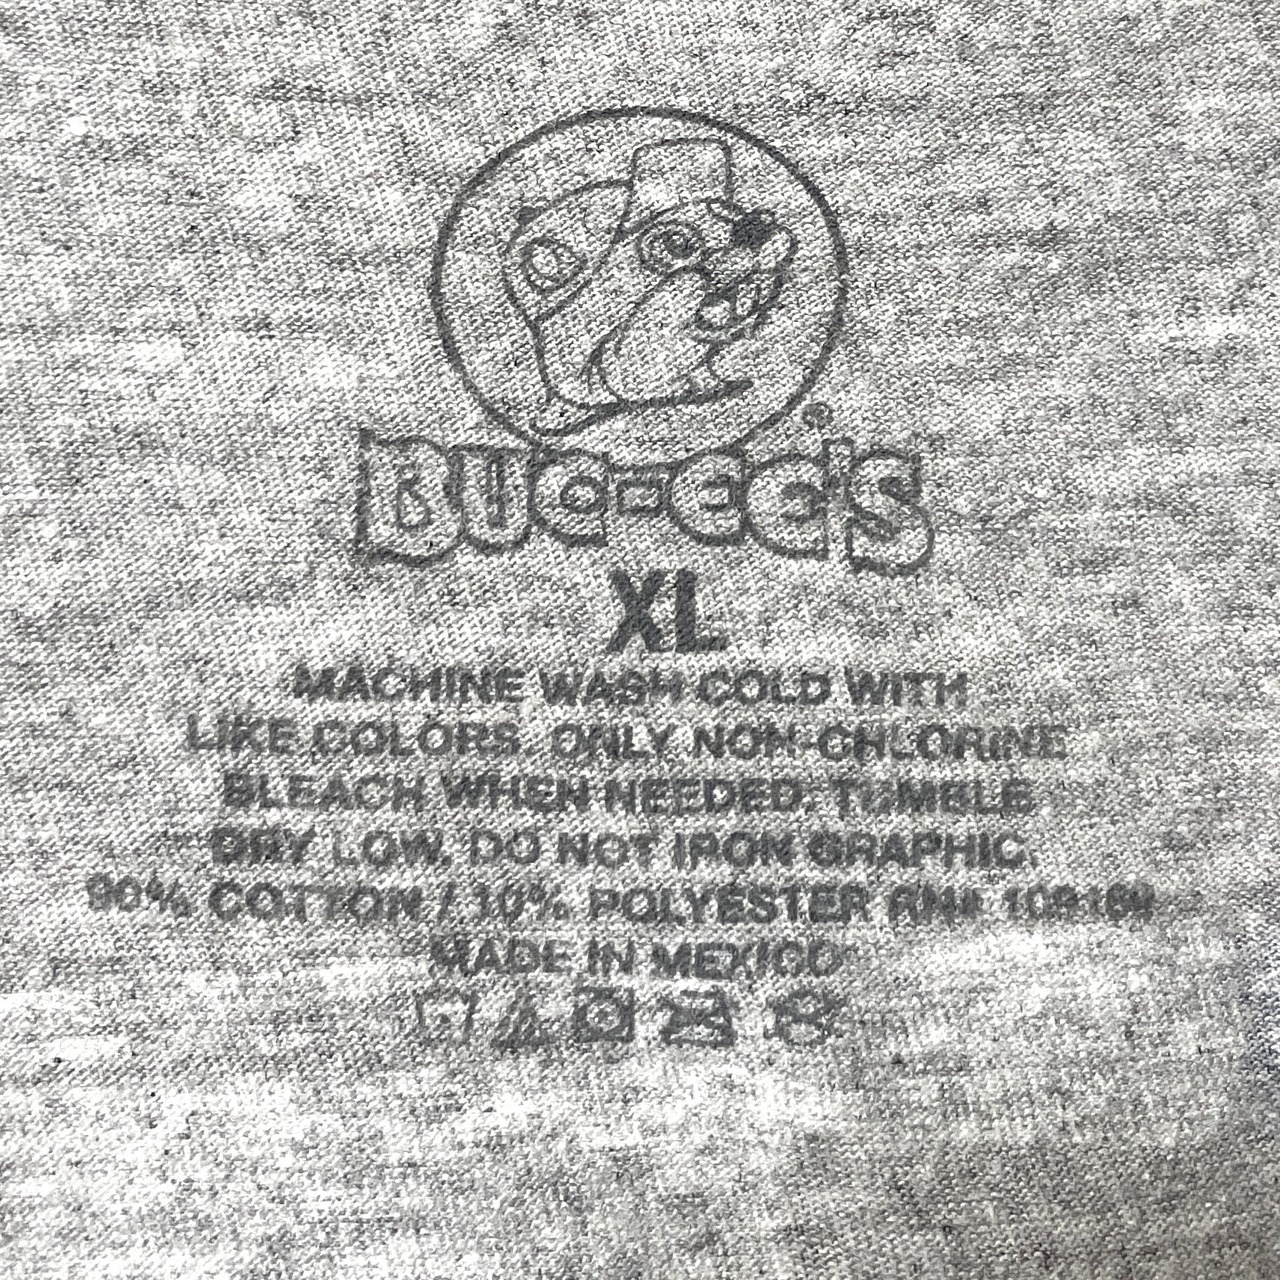 BUC-EE'S®
XL
MACHINE WASH COLD WITH
LIKE COLORS. ONLY NON-CHLORINE
BLEACH WHEN NEEDED. TUMBLE
DRY LOW. DO NOT IRON GRAPHIC.
90% COTTON / 10% POLYESTER RN#
MADE IN MEXICO